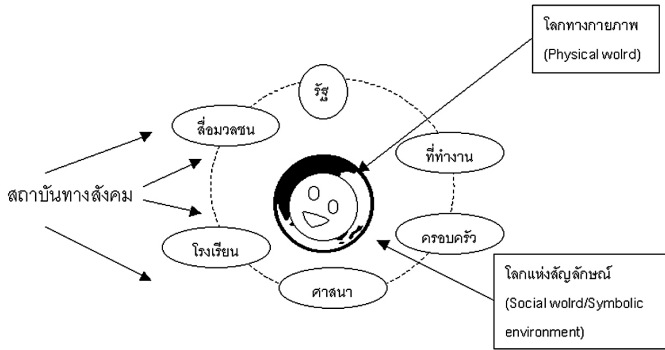 โลกทางกายภาพ
(Physical wolrd)
รัฐ
สื่อมวลชน
ที่ทำงาน
สถาบันทางสังคม
ครอบครัว
โรงเรียน
ศาสนา
โลกแห่งสัญลักษณ์
(Social wolrd/Symbolic
environment)